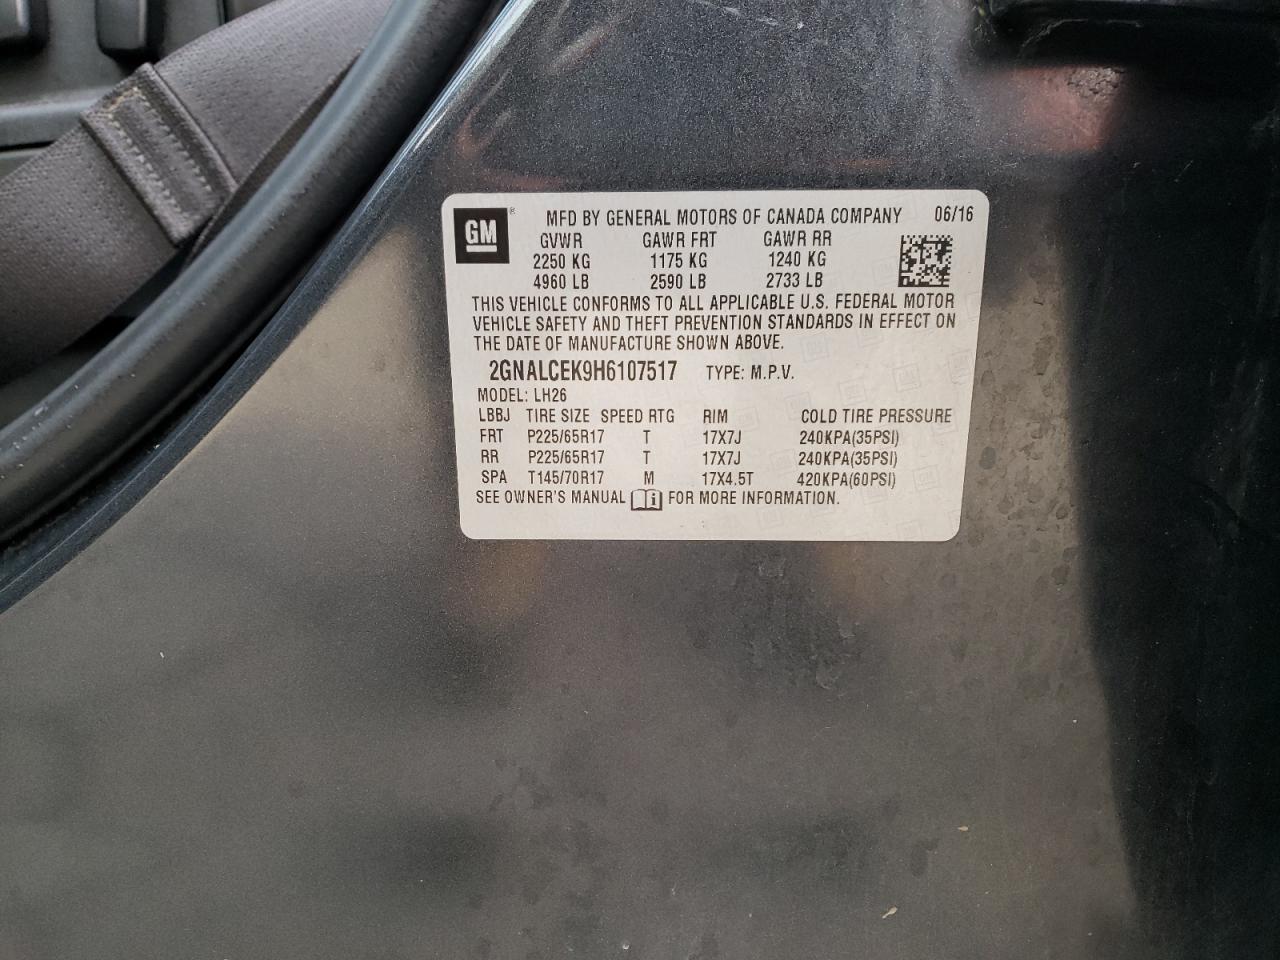 GM® MFD BY GENERAL MOTORS OF CANADA COMPANY 06/16
GVWR GAWR FRT GAWR RR
2250 KG 1175 KG 1240 KG
4960 LB 2590 LB 2733 LB
THIS VEHICLE CONFORMS TO ALL APPLICABLE U.S. FEDERAL MOTOR
VEHICLE SAFETY AND THEFT PREVENTION STANDARDS IN EFFECT ON
THE DATE OF MANUFACTURE SHOWN ABOVE.
2GNALCEK9H6107517 TYPE: M.P.V.
MODEL: LH26
LBBJ TIRE SIZE SPEED RTG RIM COLD TIRE PRESSURE
FRT P225/65R17 T 17X7J 240KPA(35PSI)
RR P225/65R17 T 17X7J 240KPA(35PSI)
SPA T145/70R17 M 17X4.5T 420KPA(60PSI)
SEE OWNER'S MANUAL FOR MORE INFORMATION.